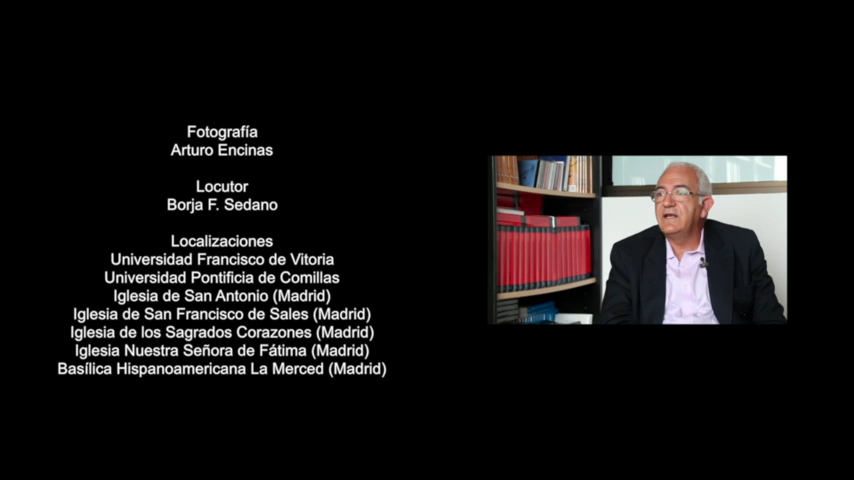 Fotografía
Arturo Encinas
Locutor
Borja F. Sedano
Localizaciones
Universidad Francisco de Vitoria
Universidad Pontificia de Comillas
Iglesia de San Antonio (Madrid)
Iglesia de San Francisco de Sales (Madrid)
Iglesia de los Sagrados Corazones (Madrid)
Iglesia Nuestra Señora de Fátima (Madrid)
Basílica Hispanoamericana La Merced (Madrid)